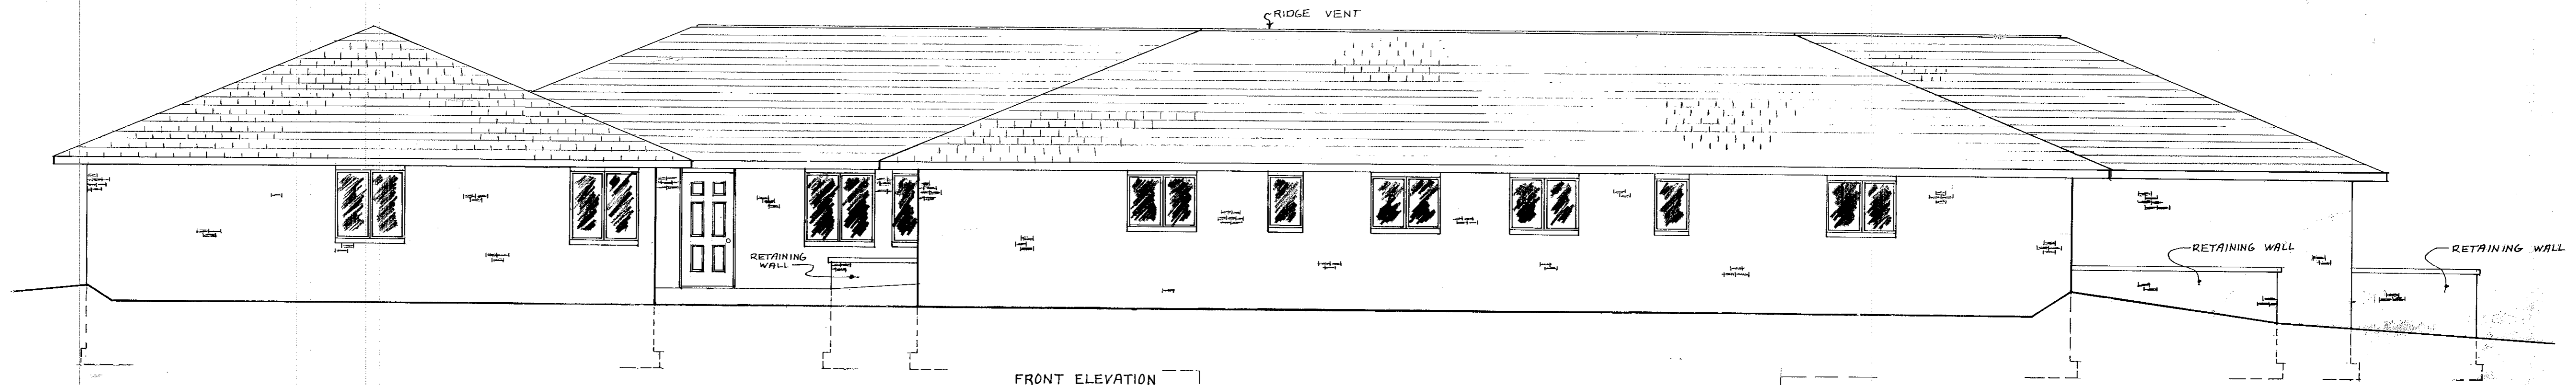 RIDGE VENT
RETAINING
WALL
RETAINING WALL
RETAINING WALL
FRONT ELEVATION